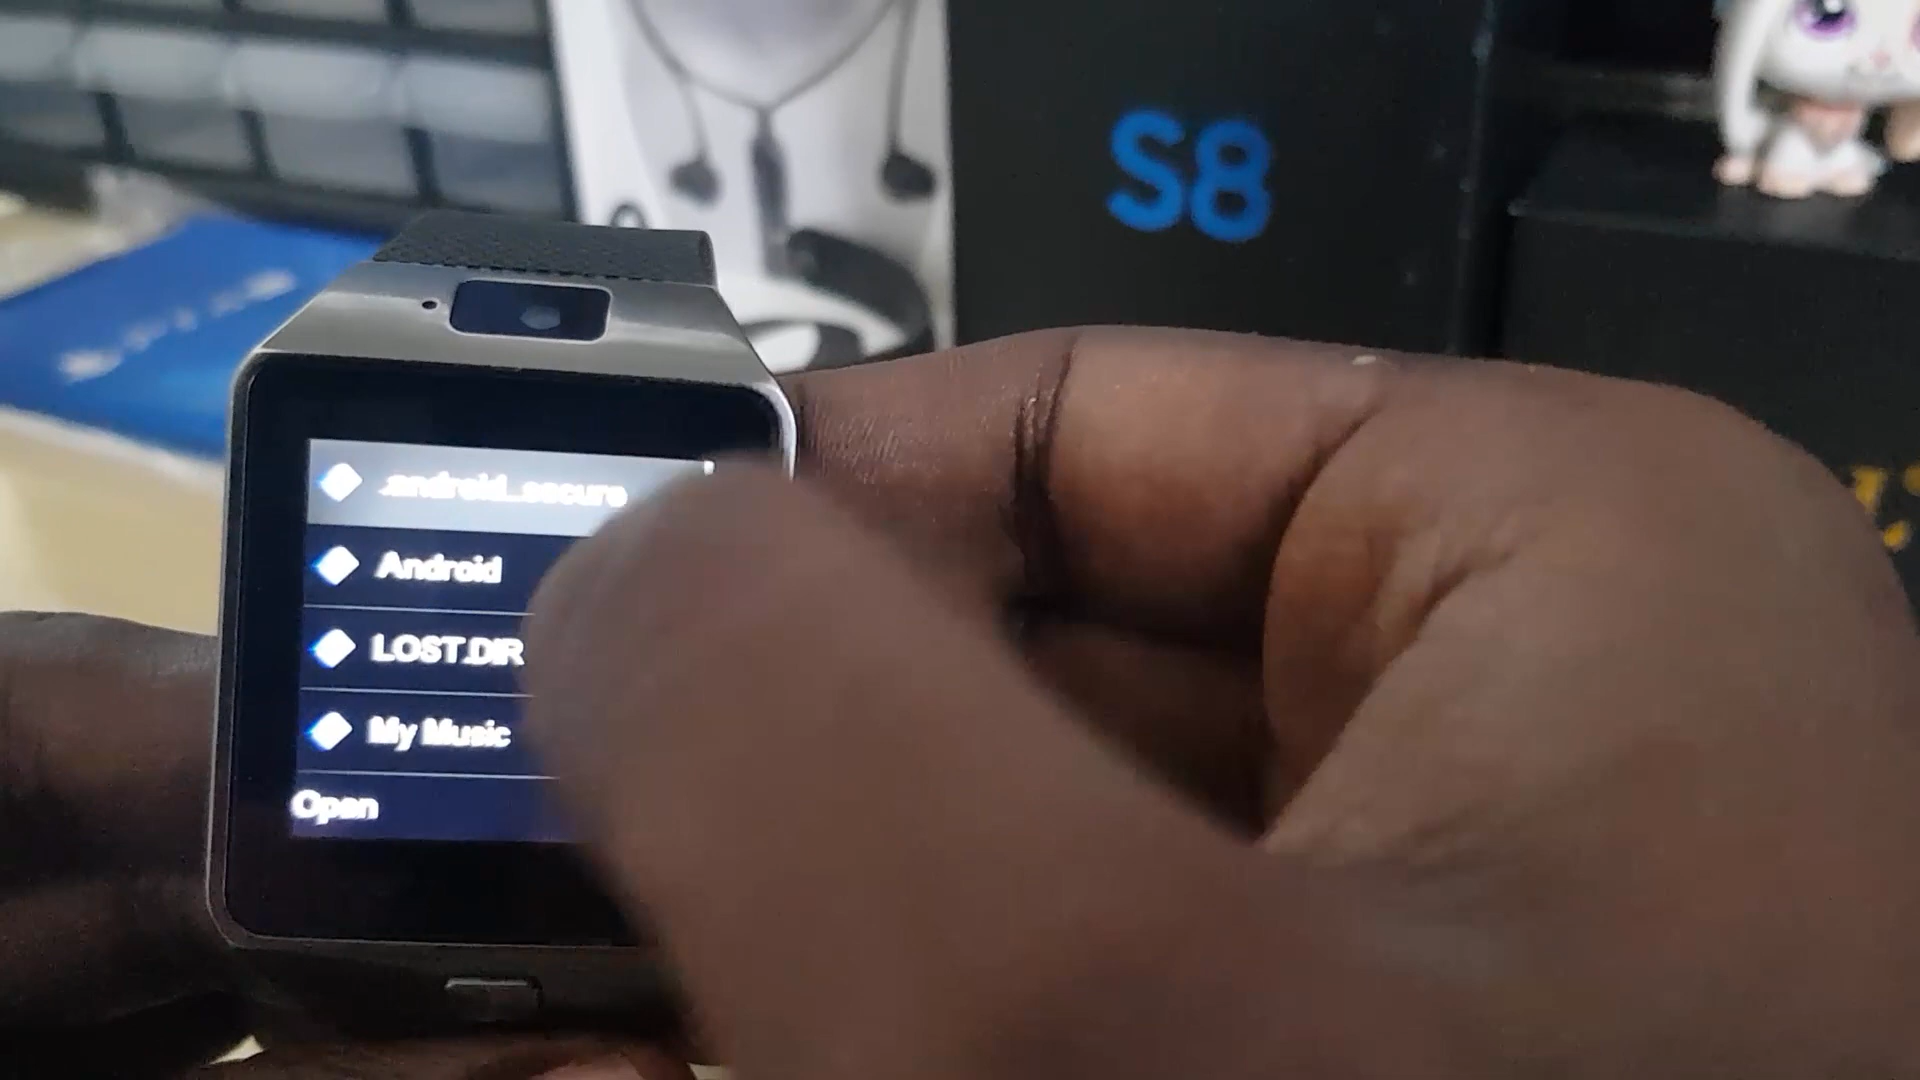 S8
.android_secure
Android
LOST.DIR
My Music
Open